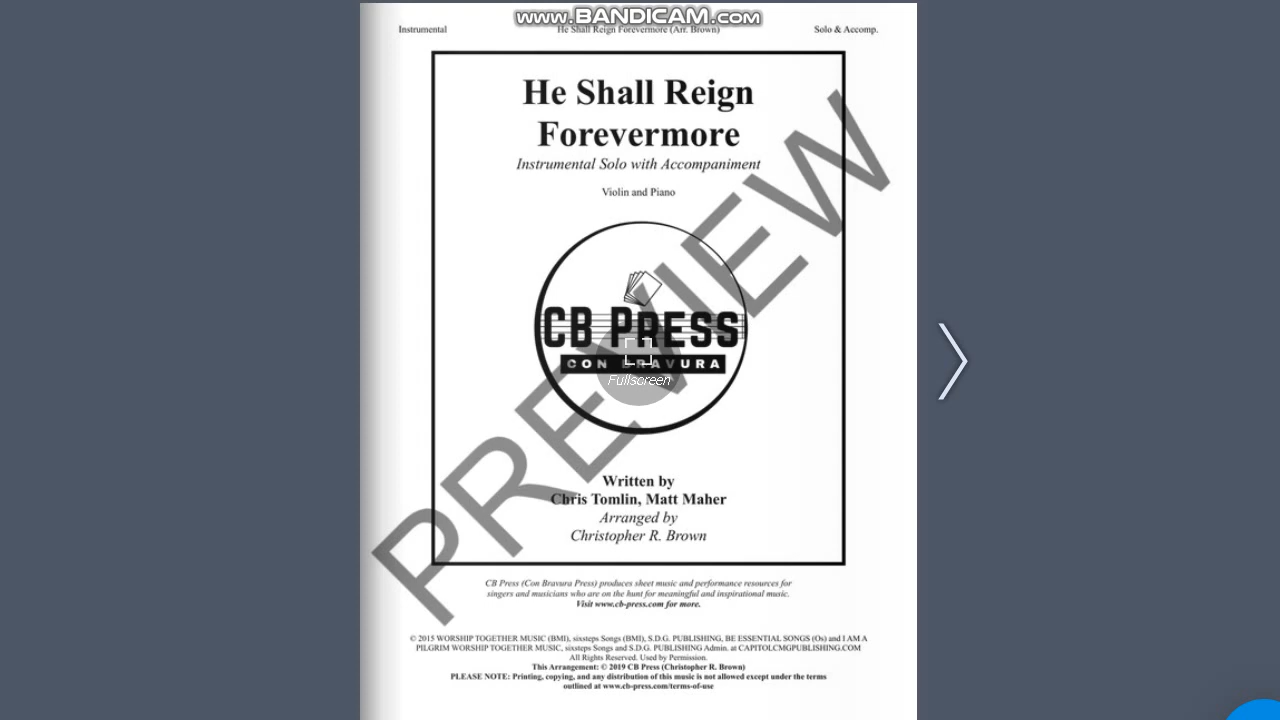 www.BANDICAM.com
Instrumental
He Shall Reign Forevermore (Arr. Brown)
Solo & Accomp.
He Shall Reign
Forevermore
Instrumental Solo with Accompaniment
Violin and Piano
PREVIEW
CB PRESS
CON BRAVURA
Fullscreen
Written by
Chris Tomlin, Matt Maher
Arranged by
Christopher R. Brown
CB Press (Con Bravura Press) produces sheet music and performance resources for
singers and musicians who are on the hunt for meaningful and inspirational music.
Visit www.cb-press.com for more.
© 2015 WORSHIP TOGETHER MUSIC (BMI), sixsteps Songs (BMI), S.D.G. PUBLISHING, BE ESSENTIAL SONGS (Os) and I AM A
PILGRIM WORSHIP TOGETHER MUSIC, sixsteps Songs and S.D.G. PUBLISHING Admin. at CAPITOLCMGPUBLISHING.COM
All Rights Reserved. Used by Permission.
This Arrangement: © 2019 CB Press (Christopher R. Brown)
PLEASE NOTE: Printing, copying, and any distribution of this music is not allowed except under the terms
outlined at www.cb-press.com/terms-of-use